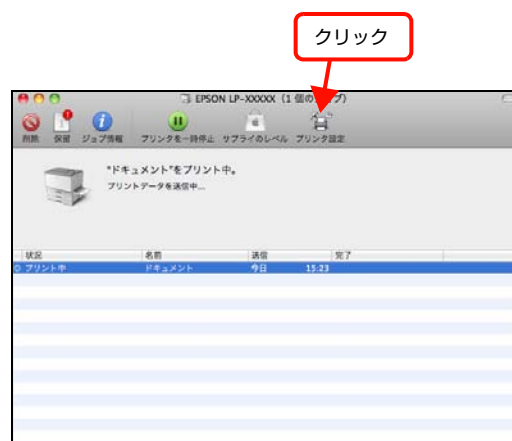 クリック
EPSON LP-XXXXX (1 個の
プ)
削除 保留 ジョブ情報 プリンタを一時停止 サプライのレベル プリンタ設定
"ドキュメント"をプリント中。
プリントデータを送信中...
状況 名前 送信 完了
プリント中 ドキュメント 今日 15:23